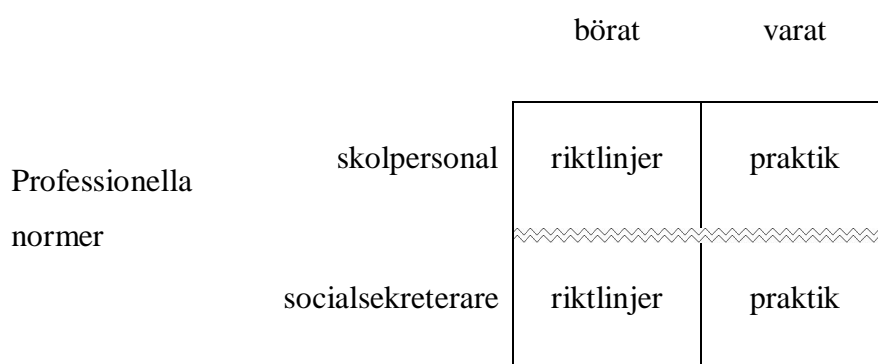 börat varat
skolpersonal riktlinjer praktik
Professionella
normer
socialsekreterare riktlinjer praktik